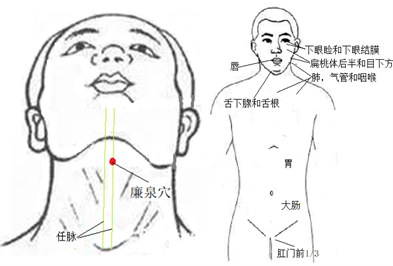 廉泉穴
任脉
下眼睑和下眼结膜
唇
扁桃体后半和目下方
肺，气管和咽喉
舌下腺和舌根
胃
大肠
肛门前1/3